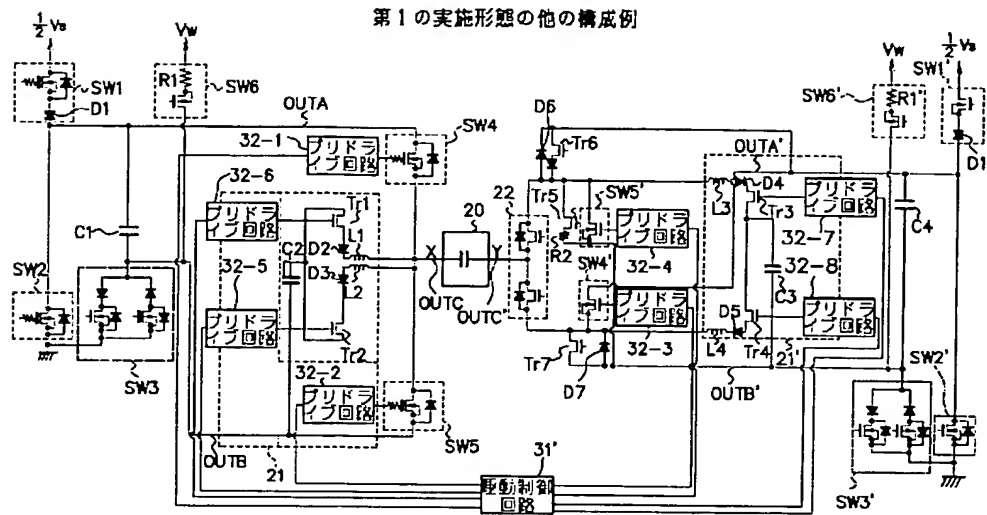 第1の実施形態の他の構成例
1/2 Vs
Vw
Vw
1/2 Vs
SW1
D1
R1
SW6
OUTA
SW4
32-1
プリドライブ回路
D6
Tr6
SW6'
R1
SW1'
D1
OUTA'
32-6
プリドライブ回路
Tr1
L1
C2
D2
D3
L2
Tr2
32-5
プリドライブ回路
C1
SW2
SW3
20
X
Y
OUTC
OUTC'
22
Tr5
SW5'
R2
プリドライブ回路
32-4
SW4'
プリドライブ回路
32-3
L3
D4
Tr3
プリドライブ回路
32-7
C4
C3
32-8
プリドライブ回路
D5
L4
Tr4
21'
Tr7
D7
OUTB'
SW2'
SW3'
32-2
プリドライブ回路
SW5
OUTB
21
31'
駆動制御回路